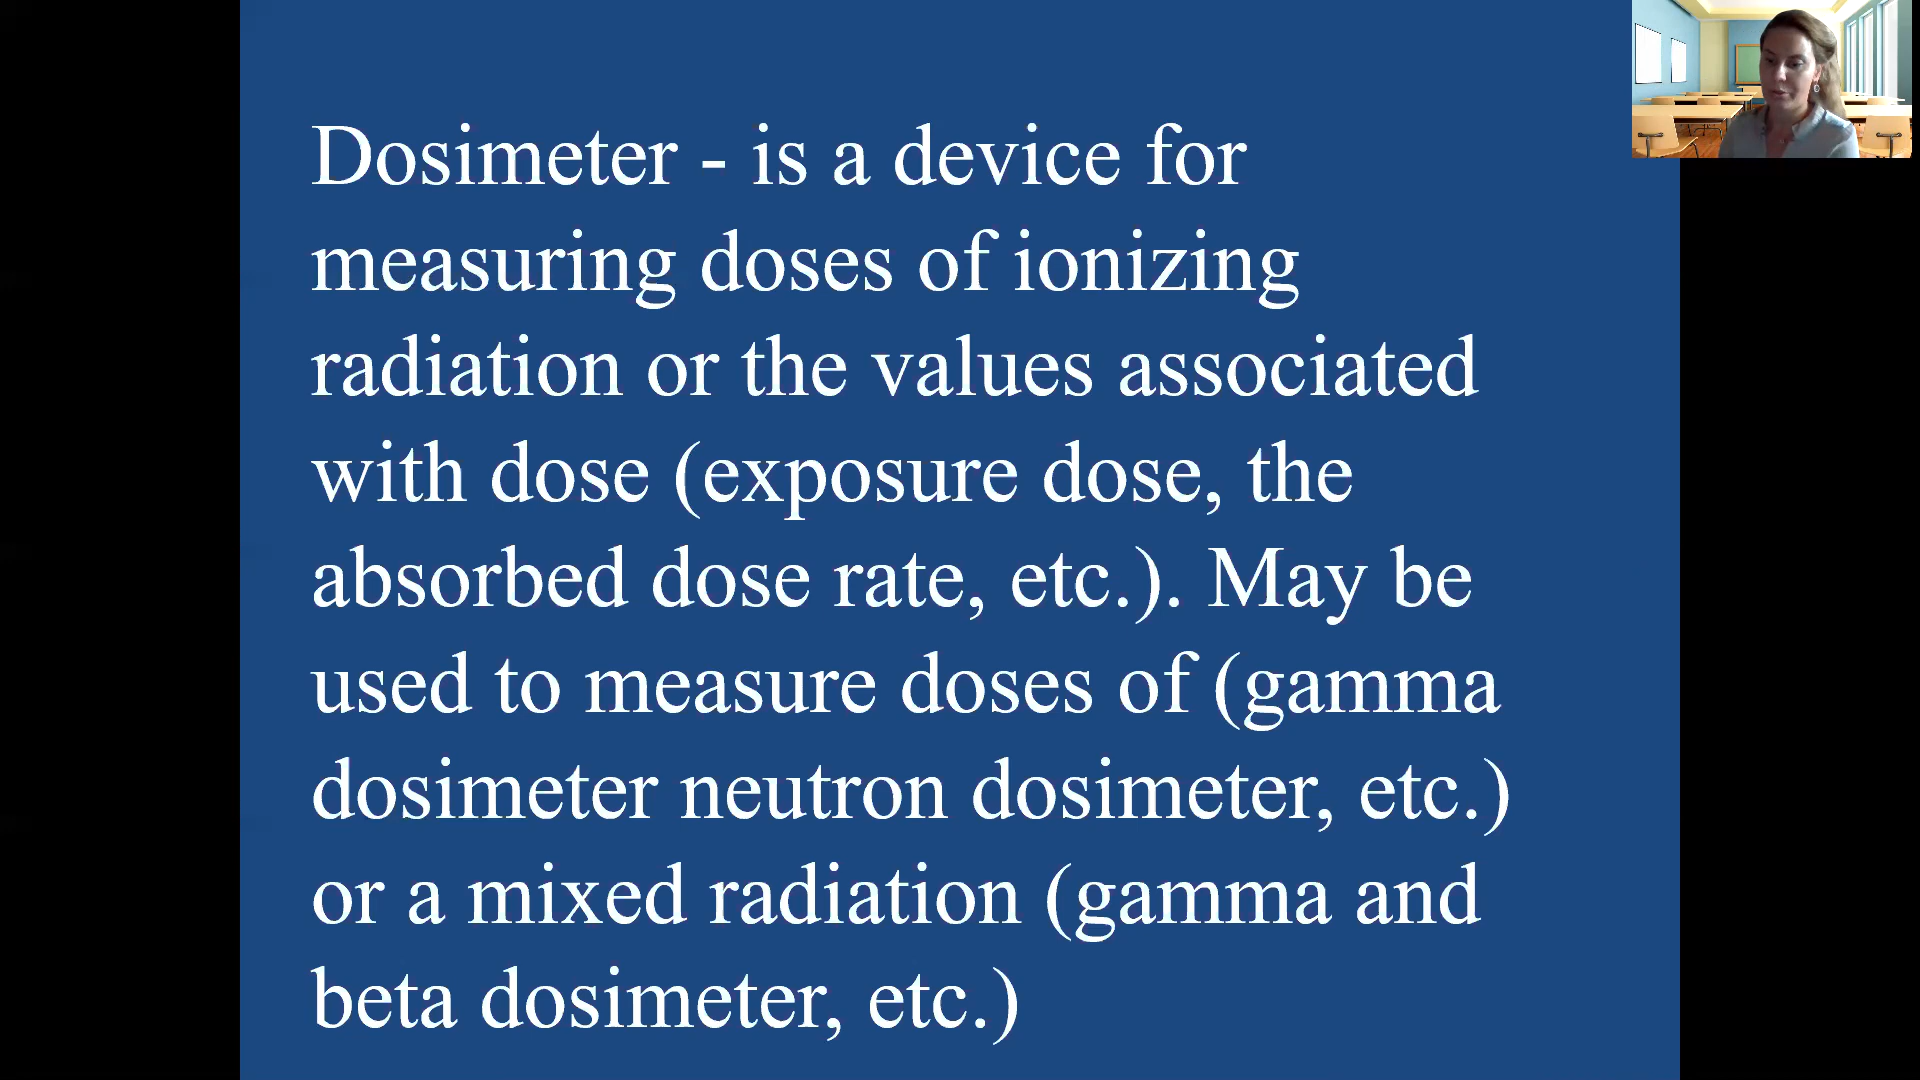 Dosimeter - is a device for
measuring doses of ionizing
radiation or the values associated
with dose (exposure dose, the
absorbed dose rate, etc.). May be
used to measure doses of (gamma
dosimeter neutron dosimeter, etc.)
or a mixed radiation (gamma and
beta dosimeter, etc.)